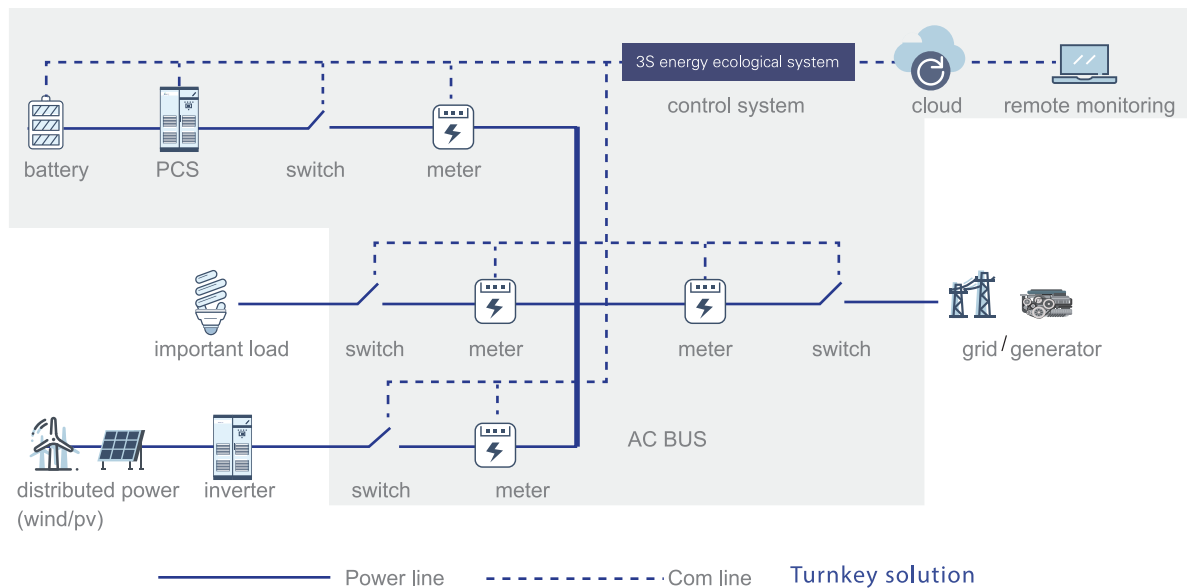 3S energy ecological system
control system
cloud
remote monitoring
battery
PCS
switch
meter
important load
switch
meter
meter
switch
grid / generator
AC BUS
distributed power
(wind/pv)
inverter
switch
meter
Power line
Com line
Turnkey solution